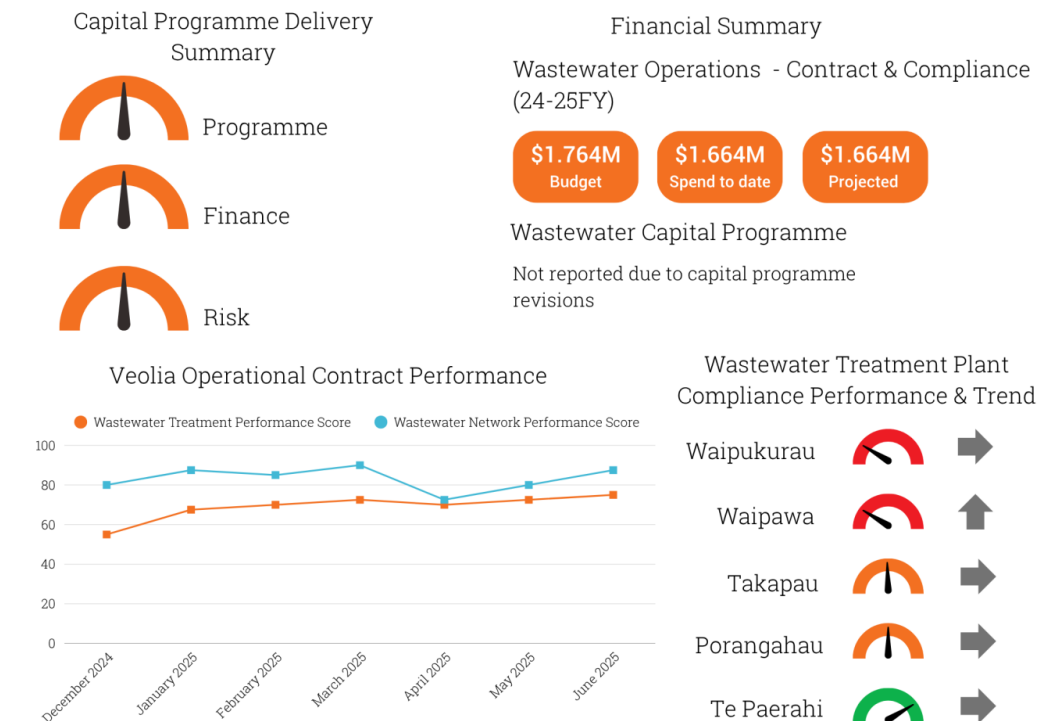 Capital Programme Delivery
Summary
Programme
Finance
Risk
Financial Summary
Wastewater Operations - Contract & Compliance
(24-25FY)
$1.764M
Budget
$1.664M
Spend to date
$1.664M
Projected
Wastewater Capital Programme
Not reported due to capital programme
revisions
Veolia Operational Contract Performance
Wastewater Treatment Performance Score
Wastewater Network Performance Score
100
80
60
40
20
0
December 2024
January 2025
February 2025
March 2025
April 2025
May 2025
June 2025
Wastewater Treatment Plant
Compliance Performance & Trend
Waipukurau
Waipawa
Takapau
Porangahau
Te Paerahi